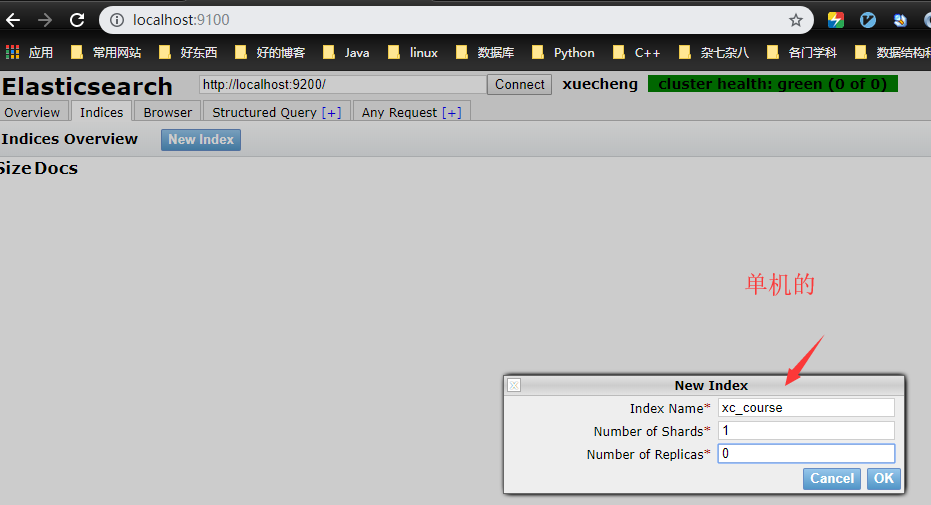 localhost:9100
应用 常用网站 好东西 好的博客 Java linux 数据库 Python C++ 杂七杂八 各门学科 数据结构和
Elasticsearch http://localhost:9200/ Connect xuecheng cluster health: green (0 of 0)
Overview Indices Browser Structured Query [+] Any Request [+]
Indices Overview New Index
Size Docs
单机的
New Index
Index Name* xc_course
Number of Shards* 1
Number of Replicas* 0
Cancel OK